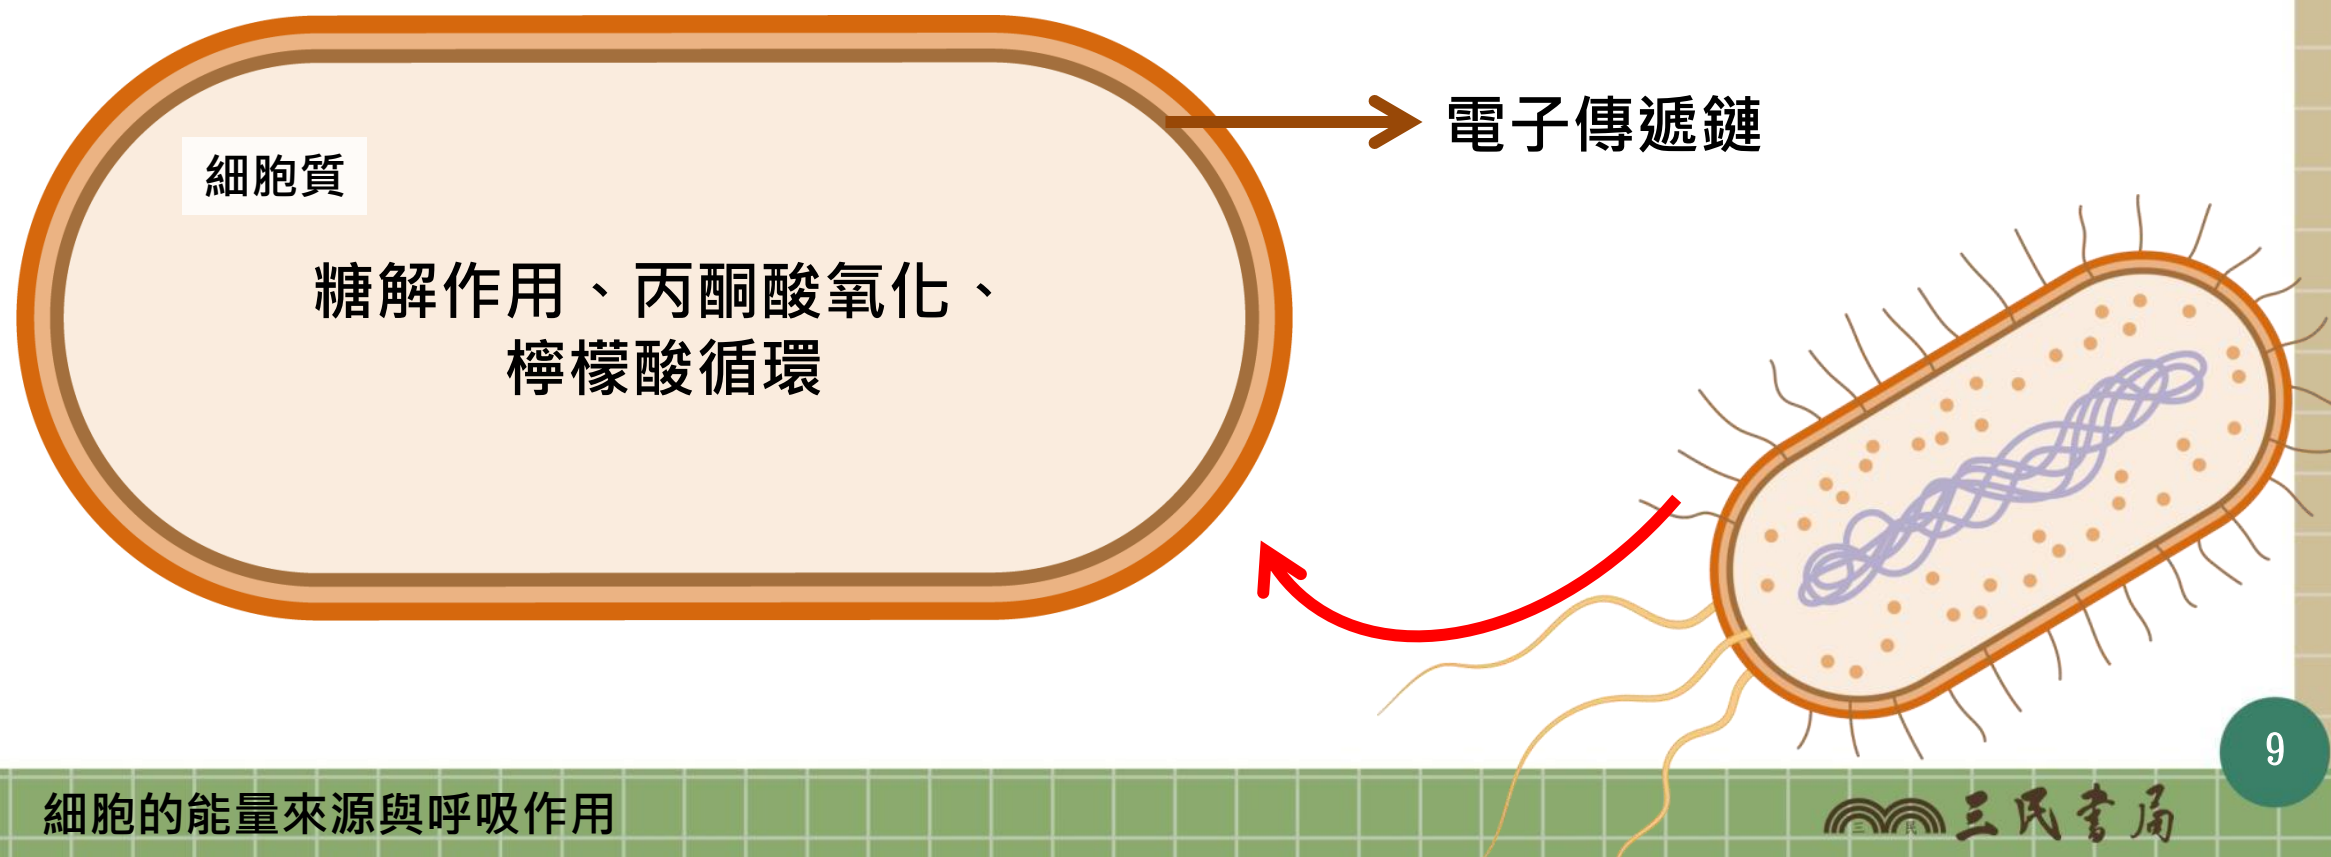 電子傳遞鏈
細胞質
糖解作用、丙酮酸氧化、
檸檬酸循環
9
細胞的能量來源與呼吸作用
三 民 三民書局